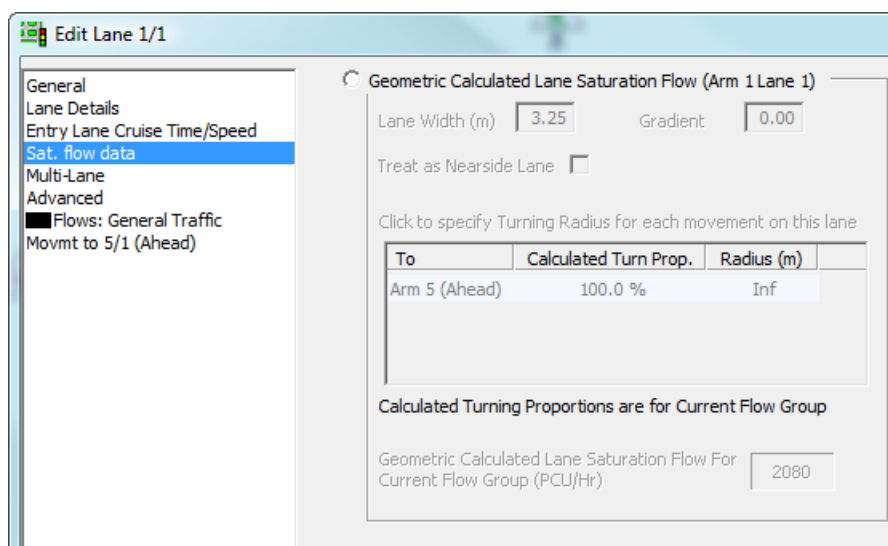 Edit Lane 1/1
General
Lane Details
Entry Lane Cruise Time/Speed
Sat. flow data
Multi-Lane
Advanced
Flows: General Traffic
Movmt to 5/1 (Ahead)
Geometric Calculated Lane Saturation Flow (Arm 1 Lane 1)
Lane Width (m) 3.25 Gradient 0.00
Treat as Nearside Lane
Click to specify Turning Radius for each movement on this lane
To Calculated Turn Prop. Radius (m)
Arm 5 (Ahead) 100.0 % Inf
Calculated Turning Proportions are for Current Flow Group
Geometric Calculated Lane Saturation Flow For
Current Flow Group (PCU/Hr) 2080